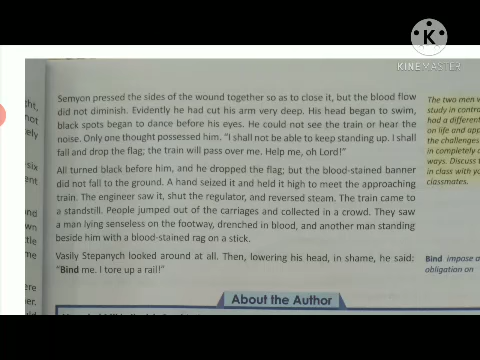 K
KINEMASTER
Semyon pressed the sides of the wound together so as to close it, but the blood flow
did not diminish. Evidently he had cut his arm very deep. His head began to swim,
black spots began to dance before his eyes. He could not see the train or hear the
noise. Only one thought possessed him. "I shall not be able to keep standing up. I shall
fall and drop the flag; the train will pass over me. Help me, oh Lord!"
All turned black before him, and he dropped the flag; but the blood-stained banner
did not fall to the ground. A hand seized it and held it high to meet the approaching
train. The engineer saw it, shut the regulator, and reversed steam. The train came to
a standstill. People jumped out of the carriages and collected in a crowd. They saw
a man lying senseless on the footway, drenched in blood, and another man standing
beside him with a blood-stained rag on a stick.
Vasily Stepanych looked around at all. Then, lowering his head, in shame, he said:
"Bind me. I tore up a rail!"
About the Author
The two men
study in contr
had a different
on life and app
the challenges
in completely
ways. Discuss t
in class with yo
classmates.
Bind impose a
obligation on